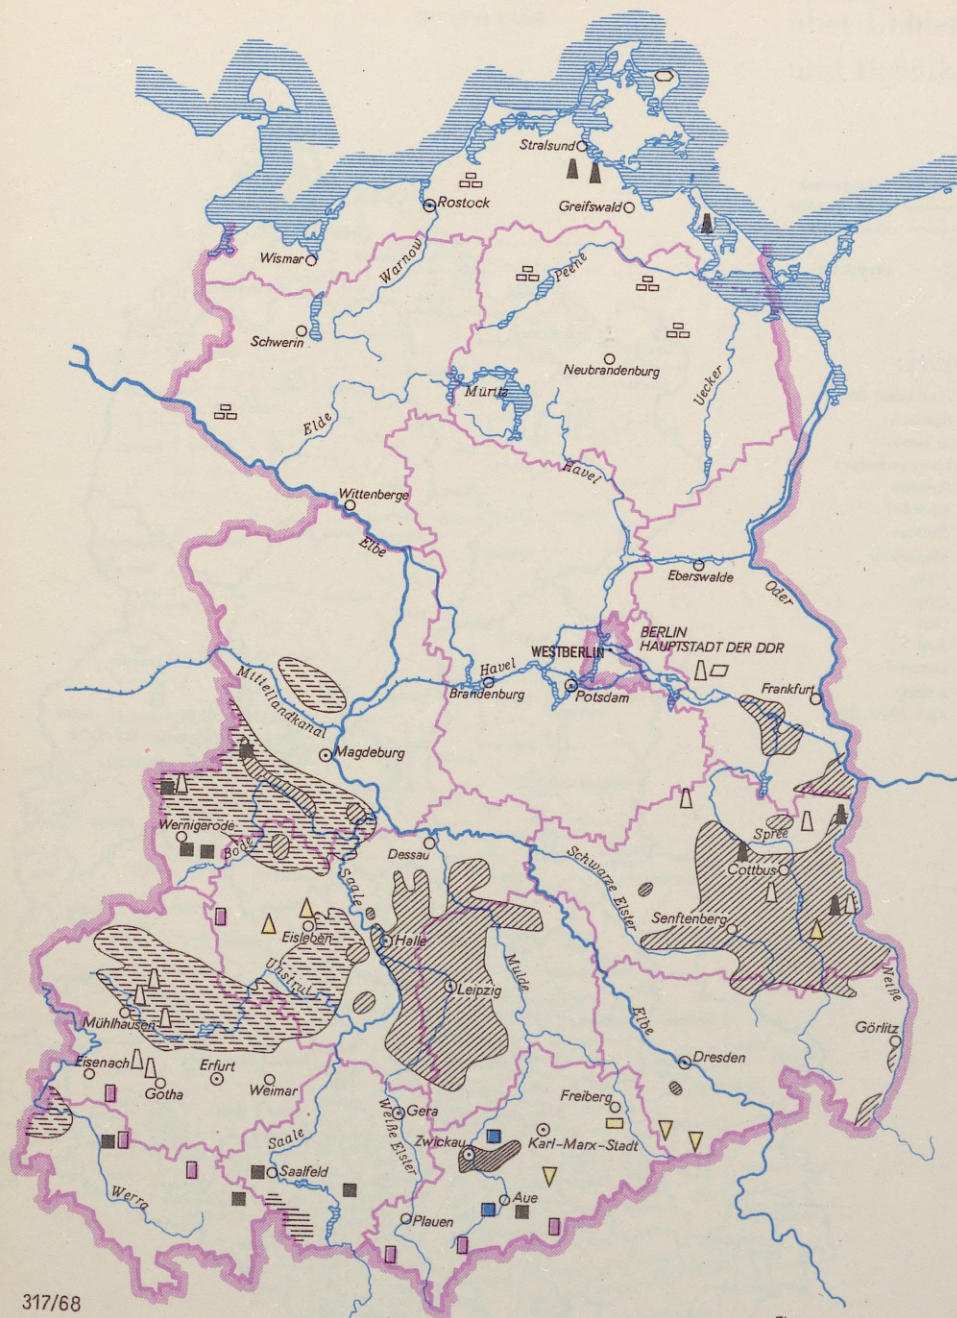 Stralsund
Rostock
Greifswald
Wismar
Warnow
Peene
Schwerin
Neubrandenburg
Uecker
Müritz
Elde
Havel
Wittenberge
Elbe
Eberswalde
Oder
BERLIN
HAUPTSTADT DER DDR
WESTBERLIN
Havel
Mittellandkanal
Brandenburg
Potsdam
Frankfurt
Magdeburg
Wernigerode
Bode
Dessau
Spree
Cottbus
Schwarze Elster
Saale
Senftenberg
Eisleben
Halle
Unstrut
Mulde
Leipzig
Neiße
Mühlhausen
Elbe
Görlitz
Eisenach
Erfurt
Gotha
Weimar
Dresden
Freiberg
Gera
Weiße Elster
Zwickau
Karl-Marx-Stadt
Saale
Saalfeld
Werra
Aue
Plauen
317/68